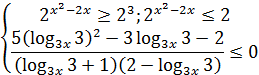 2^{x^2-2x} ≥ 2^3; 2^{x^2-2x} ≤ 2
(5(log_{3x} 3)^2 − 3 log_{3x} 3 − 2) / ((log_{3x} 3 + 1)(2 − log_{3x} 3)) ≤ 0